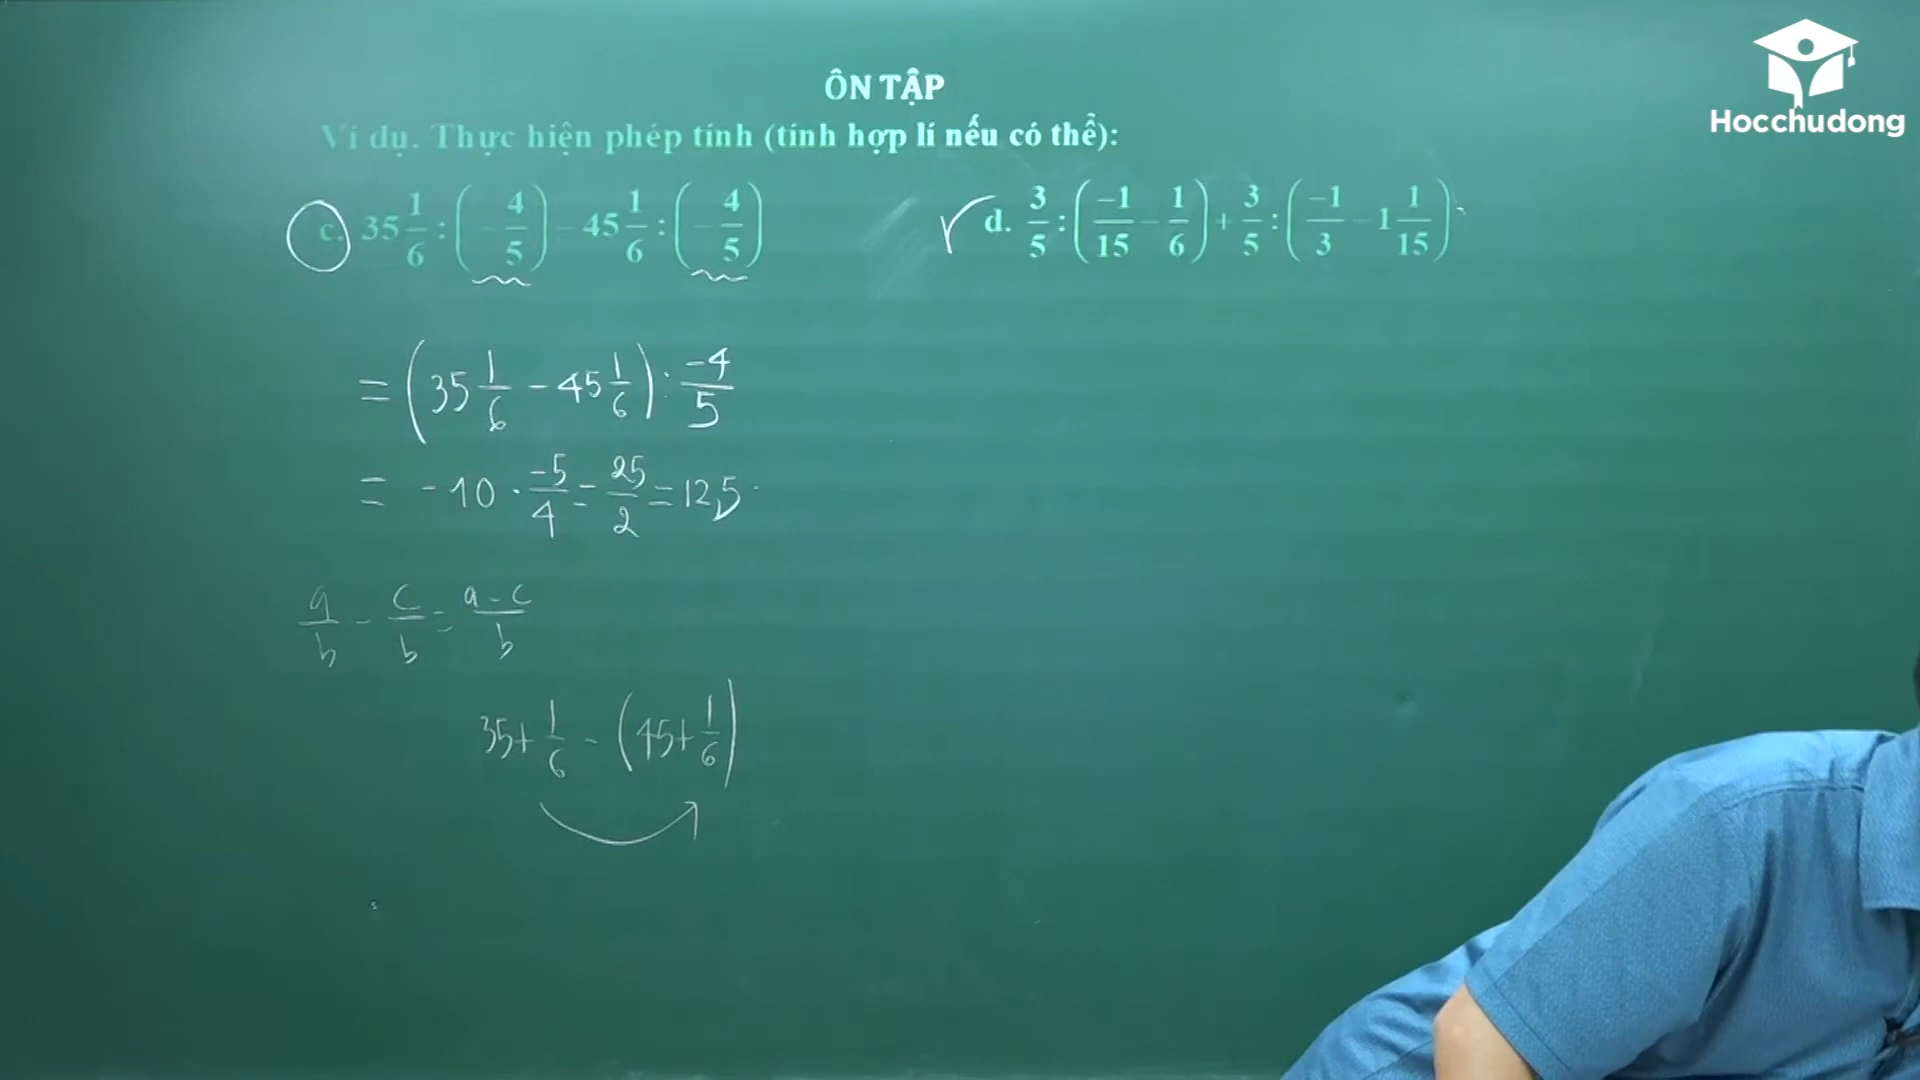 Hocchudong
ÔN TẬP
Ví dụ. Thực hiện phép tính (tính hợp lí nếu có thể):
c. 35 1/6 : (- 4/5) - 45 1/6 : (- 4/5)
d. 3/5 : (-1/15 - 1/6) + 3/5 : (-1/3 - 1 1/15)
= (35 1/6 - 45 1/6) : -4/5
= -10 · -5/4 = 25/2 = 12,5
a/b - c/b = a-c/b
35 + 1/6 - (45 + 1/6)